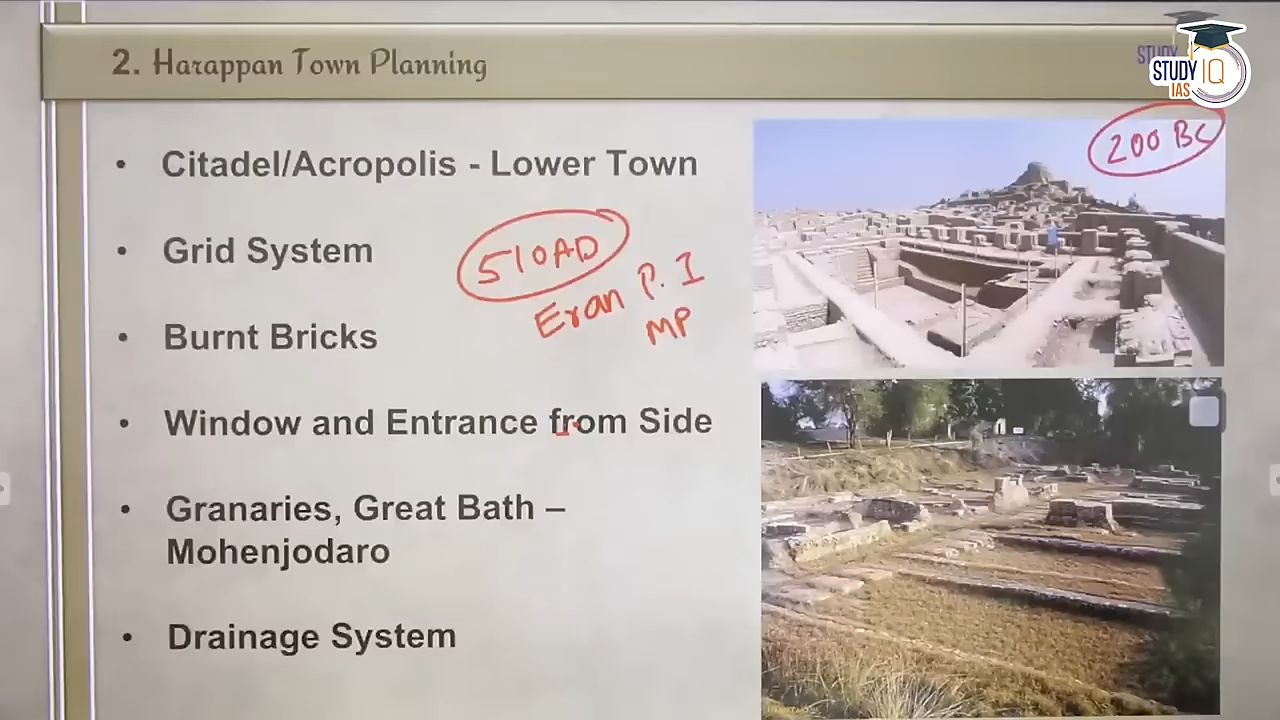 2. Harappan Town Planning
STUDY IQ
IAS
200 BC
• Citadel/Acropolis - Lower Town
• Grid System
510AD
Eran P. I
MP
• Burnt Bricks
• Window and Entrance from Side
• Granaries, Great Bath –
Mohenjodaro
• Drainage System